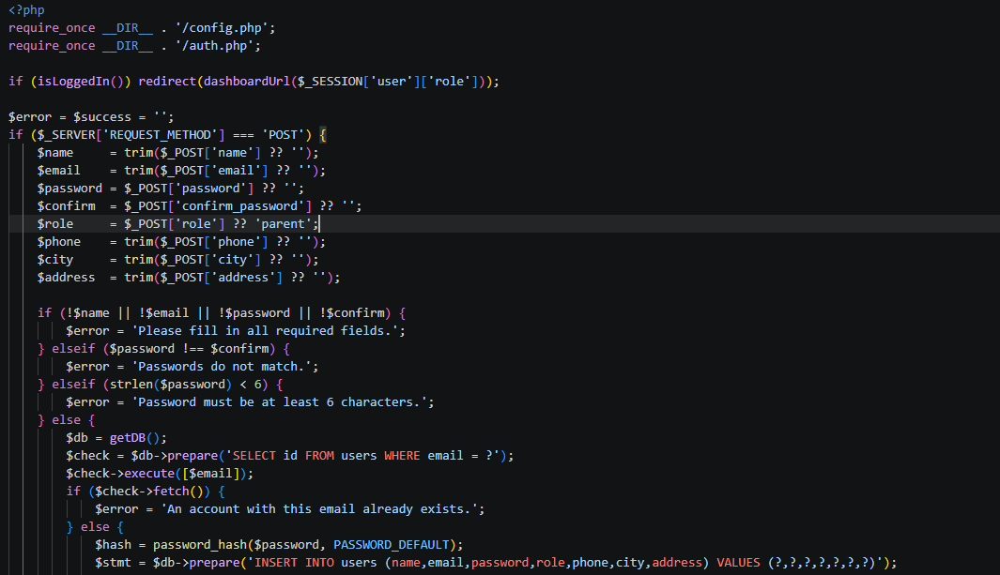 <?php
require_once __DIR__ . '/config.php';
require_once __DIR__ . '/auth.php';

if (isLoggedIn()) redirect(dashboardUrl($_SESSION['user']['role']));

$error = $success = '';
if ($_SERVER['REQUEST_METHOD'] === 'POST') {
    $name     = trim($_POST['name'] ?? '');
    $email    = trim($_POST['email'] ?? '');
    $password = $_POST['password'] ?? '';
    $confirm  = $_POST['confirm_password'] ?? '';
    $role     = $_POST['role'] ?? 'parent';
    $phone    = trim($_POST['phone'] ?? '');
    $city     = trim($_POST['city'] ?? '');
    $address  = trim($_POST['address'] ?? '');

    if (!$name || !$email || !$password || !$confirm) {
        $error = 'Please fill in all required fields.';
    } elseif ($password !== $confirm) {
        $error = 'Passwords do not match.';
    } elseif (strlen($password) < 6) {
        $error = 'Password must be at least 6 characters.';
    } else {
        $db = getDB();
        $check = $db->prepare('SELECT id FROM users WHERE email = ?');
        $check->execute([$email]);
        if ($check->fetch()) {
            $error = 'An account with this email already exists.';
        } else {
            $hash = password_hash($password, PASSWORD_DEFAULT);
            $stmt = $db->prepare('INSERT INTO users (name,email,password,role,phone,city,address) VALUES (?,?,?,?,?,?,?)');